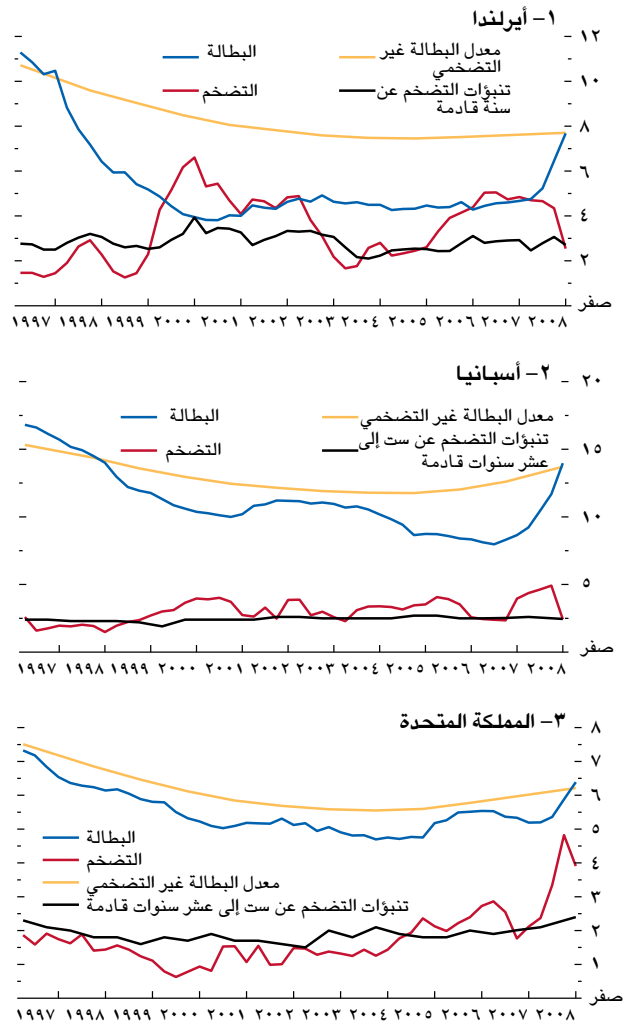 ١– أيرلندا
البطالة
معدل البطالة غير
التضخمي
التضخم
تنبؤات التضخم عن
سنة قادمة
١٢
١٠
٨
٦
٤
٢
صفر
١٩٩٧ ١٩٩٨ ١٩٩٩ ٢٠٠٠ ٢٠٠١ ٢٠٠٢ ٢٠٠٣ ٢٠٠٤ ٢٠٠٥ ٢٠٠٦ ٢٠٠٧ ٢٠٠٨
٢– أسبانيا
البطالة
معدل البطالة غير التضخمي
التضخم
تنبؤات التضخم عن ست إلى
عشر سنوات قادمة
٢٠
١٥
١٠
٥
صفر
١٩٩٧ ١٩٩٨ ١٩٩٩ ٢٠٠٠ ٢٠٠١ ٢٠٠٢ ٢٠٠٣ ٢٠٠٤ ٢٠٠٥ ٢٠٠٦ ٢٠٠٧ ٢٠٠٨
٣– المملكة المتحدة
البطالة
التضخم
معدل البطالة غير التضخمي
تنبؤات التضخم عن ست إلى عشر سنوات قادمة
٨
٧
٦
٥
٤
٣
٢
١
صفر
١٩٩٧ ١٩٩٨ ١٩٩٩ ٢٠٠٠ ٢٠٠١ ٢٠٠٢ ٢٠٠٣ ٢٠٠٤ ٢٠٠٥ ٢٠٠٦ ٢٠٠٧ ٢٠٠٨